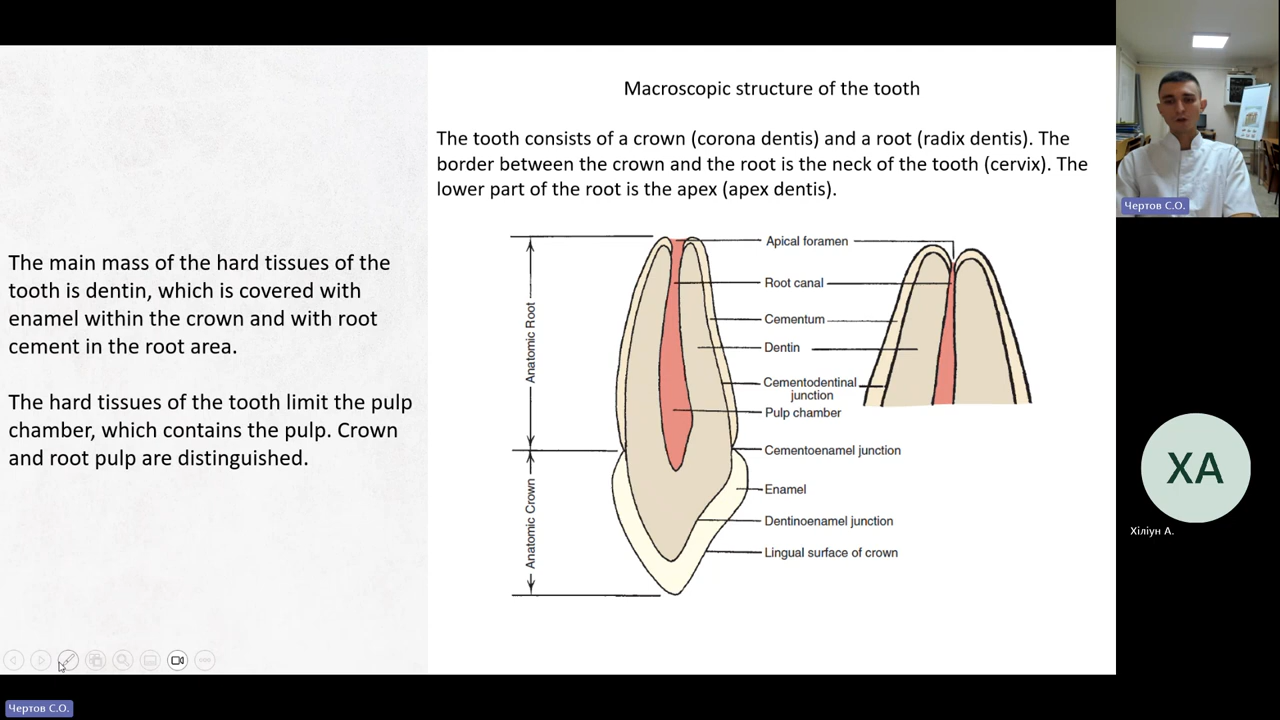 Macroscopic structure of the tooth
The tooth consists of a crown (corona dentis) and a root (radix dentis). The
border between the crown and the root is the neck of the tooth (cervix). The
lower part of the root is the apex (apex dentis).
The main mass of the hard tissues of the
tooth is dentin, which is covered with
enamel within the crown and with root
cement in the root area.
The hard tissues of the tooth limit the pulp
chamber, which contains the pulp. Crown
and root pulp are distinguished.
Anatomic Root
Anatomic Crown
Apical foramen
Root canal
Cementum
Dentin
Cementodentinal
junction
Pulp chamber
Cementoenamel junction
Enamel
Dentinoenamel junction
Lingual surface of crown
Чертов С.О.
ХА
Хіліун А.
Чертов С.О.